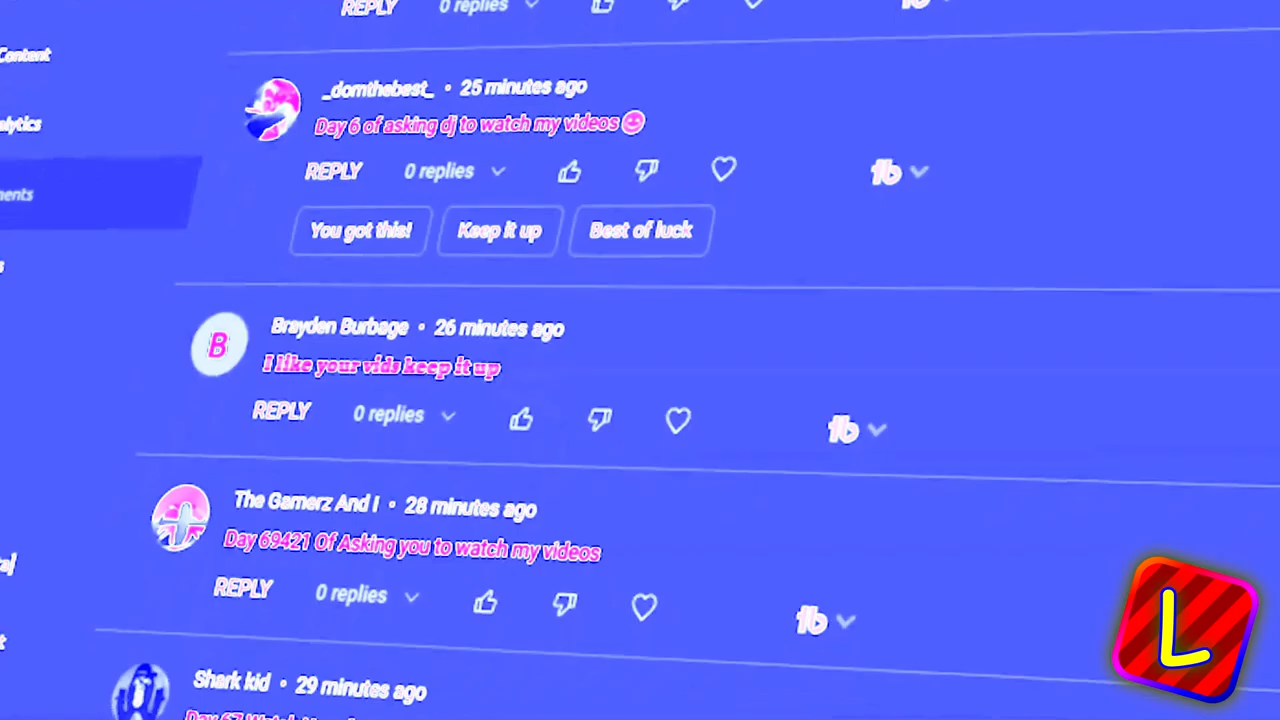 REPLY 0 replies
Content
_domthebest_ • 25 minutes ago
alytics
Day 6 of asking dj to watch my videos
REPLY 0 replies
ments
You got this! Keep it up Best of luck
s
Brayden Burbage • 26 minutes ago
B
I like your vids keep it up
REPLY 0 replies
The Gamerz And I • 28 minutes ago
Day 69421 Of Asking you to watch my videos
REPLY 0 replies
L
Shark kid • 29 minutes ago